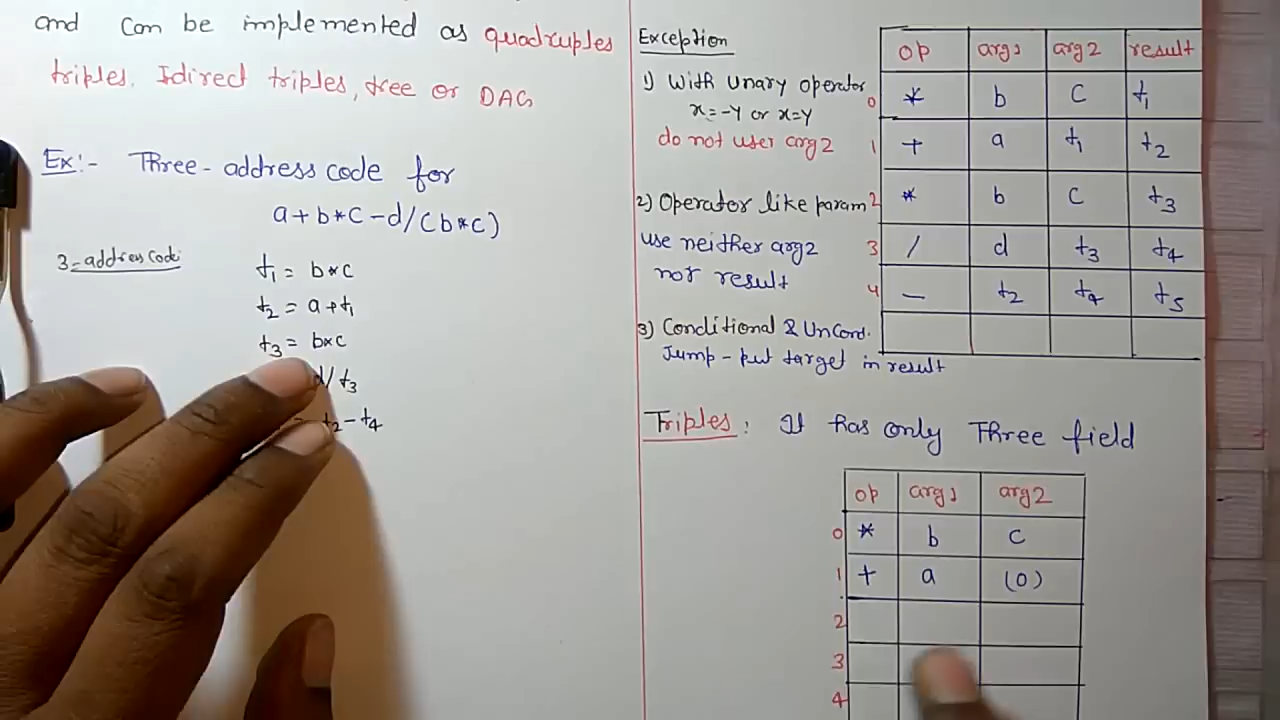 and can be implemented as quadruples
triples. Idirect triples, tree or DAG
Ex:- Three-address code for
a+b*c-d/(b*c)
3-address code
t1 = b*c
t2 = a+t1
t3 = b*c
d/t3
= t2-t4
Exception
1) With Unary operator
x=-Y or x=Y
do not user arg2
2) Operator like param
use neither arg2
nor result
3) Conditional & UnCond.
Jump - put target in result
op arg1 arg2 result
0 * b c t1
1 + a t1 t2
2 * b c t3
3 / d t3 t4
4 - t2 t4 t5
Triples: It has only Three field
op arg1 arg2
0 * b c
1 + a (0)
2
3
4